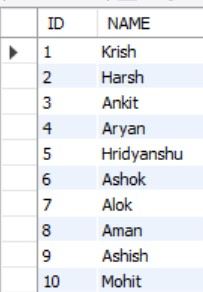 ID NAME
1 Krish
2 Harsh
3 Ankit
4 Aryan
5 Hridyanshu
6 Ashok
7 Alok
8 Aman
9 Ashish
10 Mohit